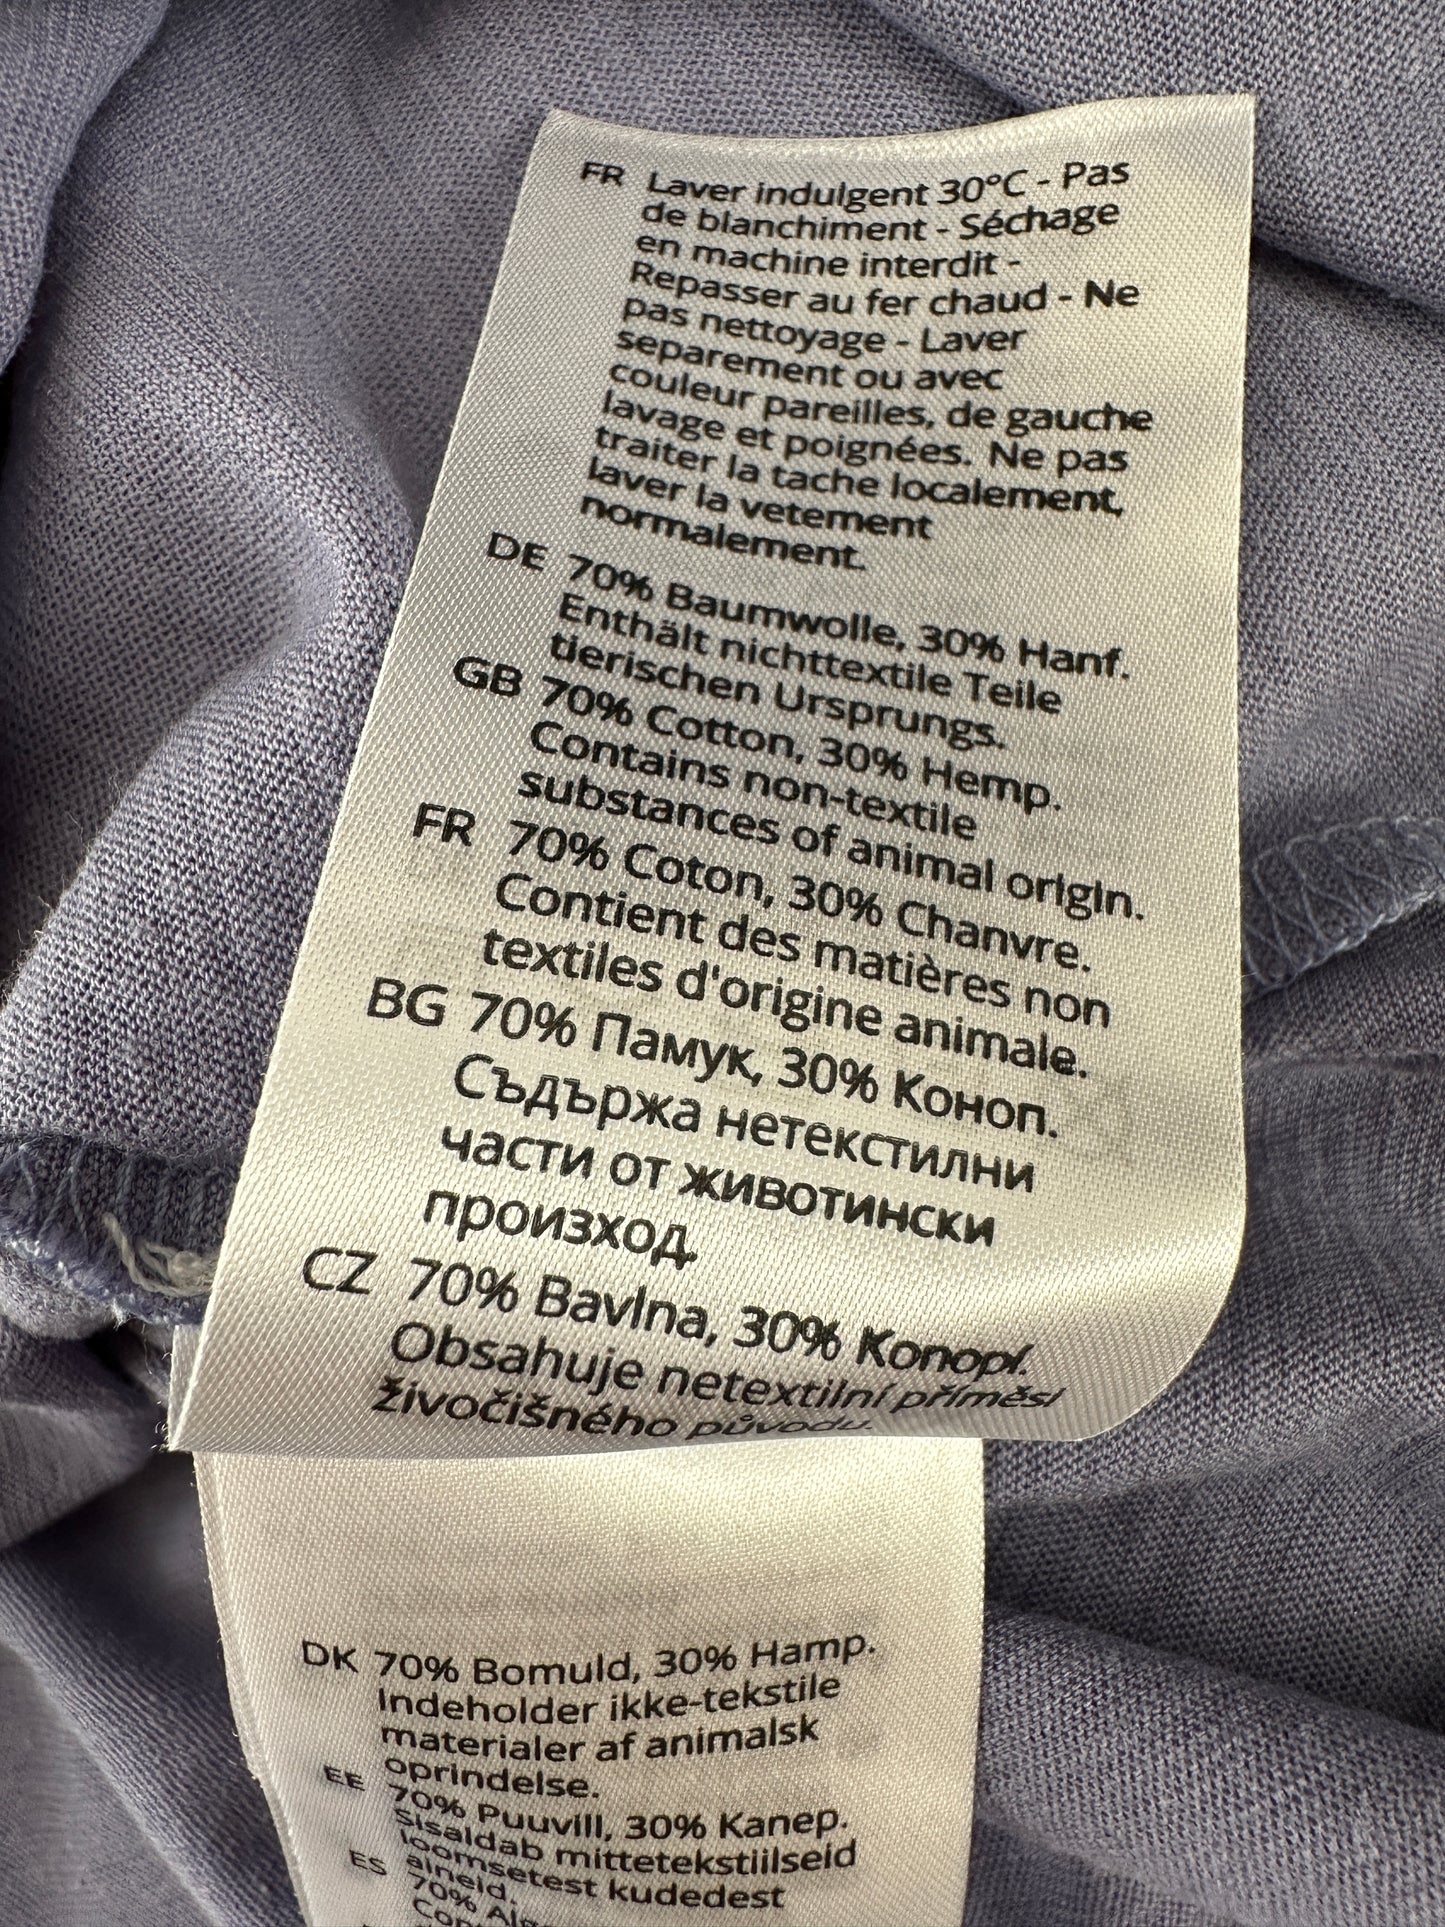 FR Laver indulgent 30°C - Pas
de blanchiment - Séchage
en machine interdit -
Repasser au fer chaud - Ne
pas nettoyage - Laver
separement ou avec
couleur pareilles, de gauche
lavage et poignées. Ne pas
traiter la tache localement,
laver la vetement
normalement.
DE 70% Baumwolle, 30% Hanf.
Enthält nichttextile Teile
tierischen Ursprungs.
GB 70% Cotton, 30% Hemp.
Contains non-textile
substances of animal origin.
FR 70% Coton, 30% Chanvre.
Contient des matières non
textiles d'origine animale.
BG 70% Памук, 30% Коноп.
Съдържа нетекстилни
части от животински
произход.
CZ 70% Bavlna, 30% Konopí.
Obsahuje netextilní příměsi
živočišného původu.
DK 70% Bomuld, 30% Hamp.
Indeholder ikke-tekstile
materialer af animalsk
oprindelse.
EE 70% Puuvill, 30% Kanep.
Sisaldab mittetekstiilseid
loomsetest kudedest
aineid.
ES 70%